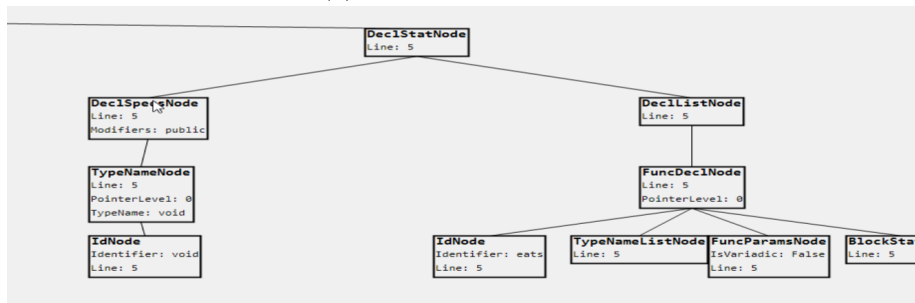 DeclStatNode
Line: 5
DeclSpecsNode
Line: 5
Modifiers: public
DeclListNode
Line: 5
TypeNameNode
Line: 5
PointerLevel: 0
TypeName: void
FuncDeclNode
Line: 5
PointerLevel: 0
IdNode
Identifier: void
Line: 5
IdNode
Identifier: eats
Line: 5
TypeNameListNode
Line: 5
FuncParamsNode
IsVariadic: False
Line: 5
BlockSta
Line: 5